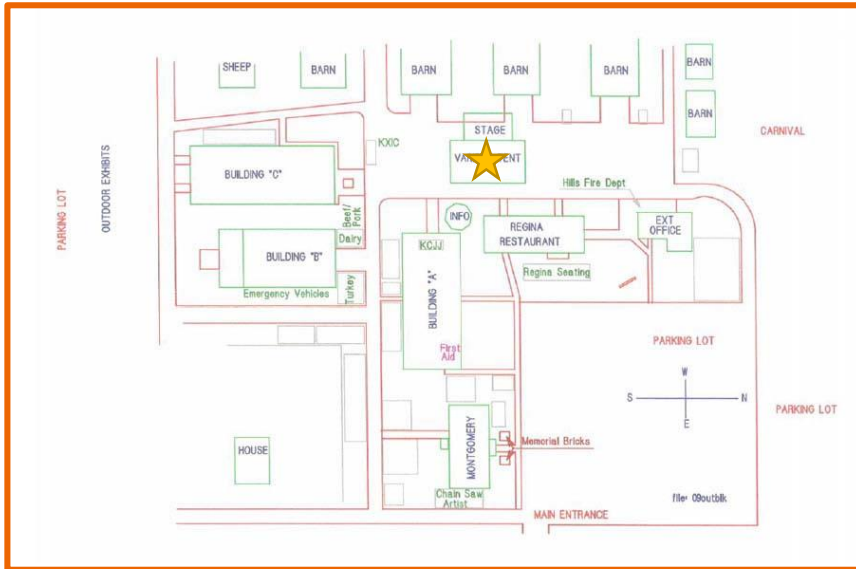 SHEEP
BARN
BARN
BARN
BARN
BARN
BARN
STAGE
KXIC
CARNIVAL
OUTDOOR EXHIBITS
PARKING LOT
BUILDING "C"
Beef/
Pork
Dairy
BUILDING "B"
Turkey
Emergency Vehicles
Hills Fire Dept
INFO
REGINA
RESTAURANT
EXT
OFFICE
KCJJ
Regina Seating
BUILDING "A"
First
Aid
PARKING LOT
W
S
N
E
PARKING LOT
HOUSE
MONTGOMERY
Memorial Bricks
Chain Saw
Artist
MAIN ENTRANCE
file: 09outblk